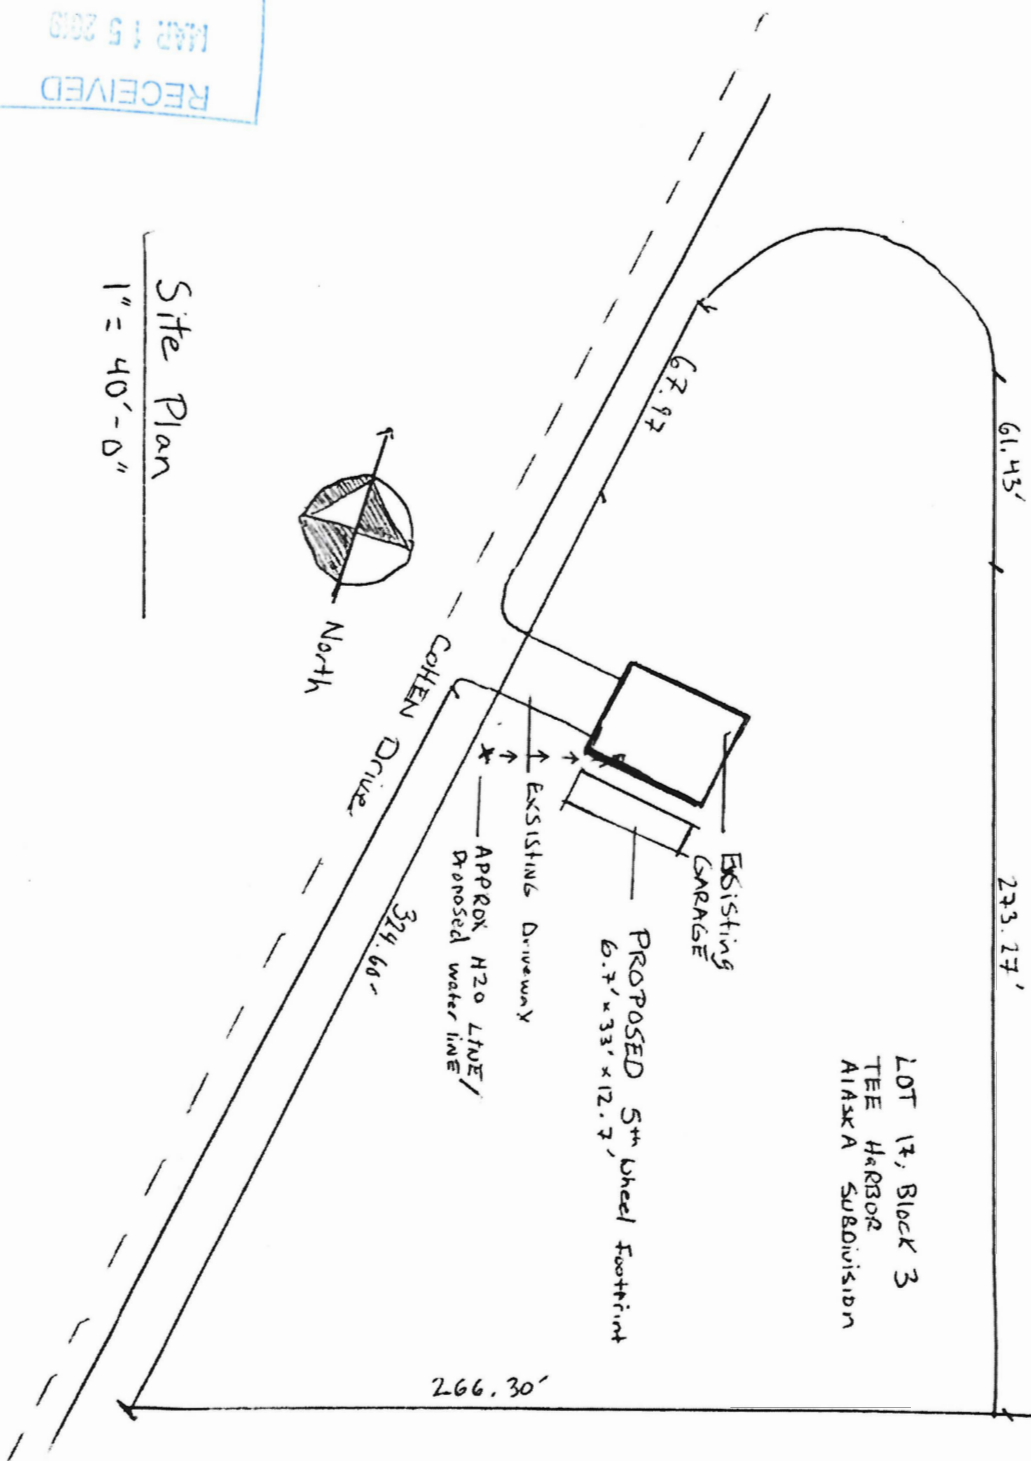 RECEIVED
MAR 15 2019
Site Plan
1" = 40'-0"
North
COHEN Drive
67.97
61.43'
273.27'
324.60'
266.30'
EXSISting
GARAGE
PROPOSED 5th wheel Footprint
6.7' x 33' x 12.7'
EXSISTING Driveway
APPROX H2O LINE/
Proposed water line
LOT 17, BLOCK 3
TEE HARBOR
ALASKA SUBDIVISION